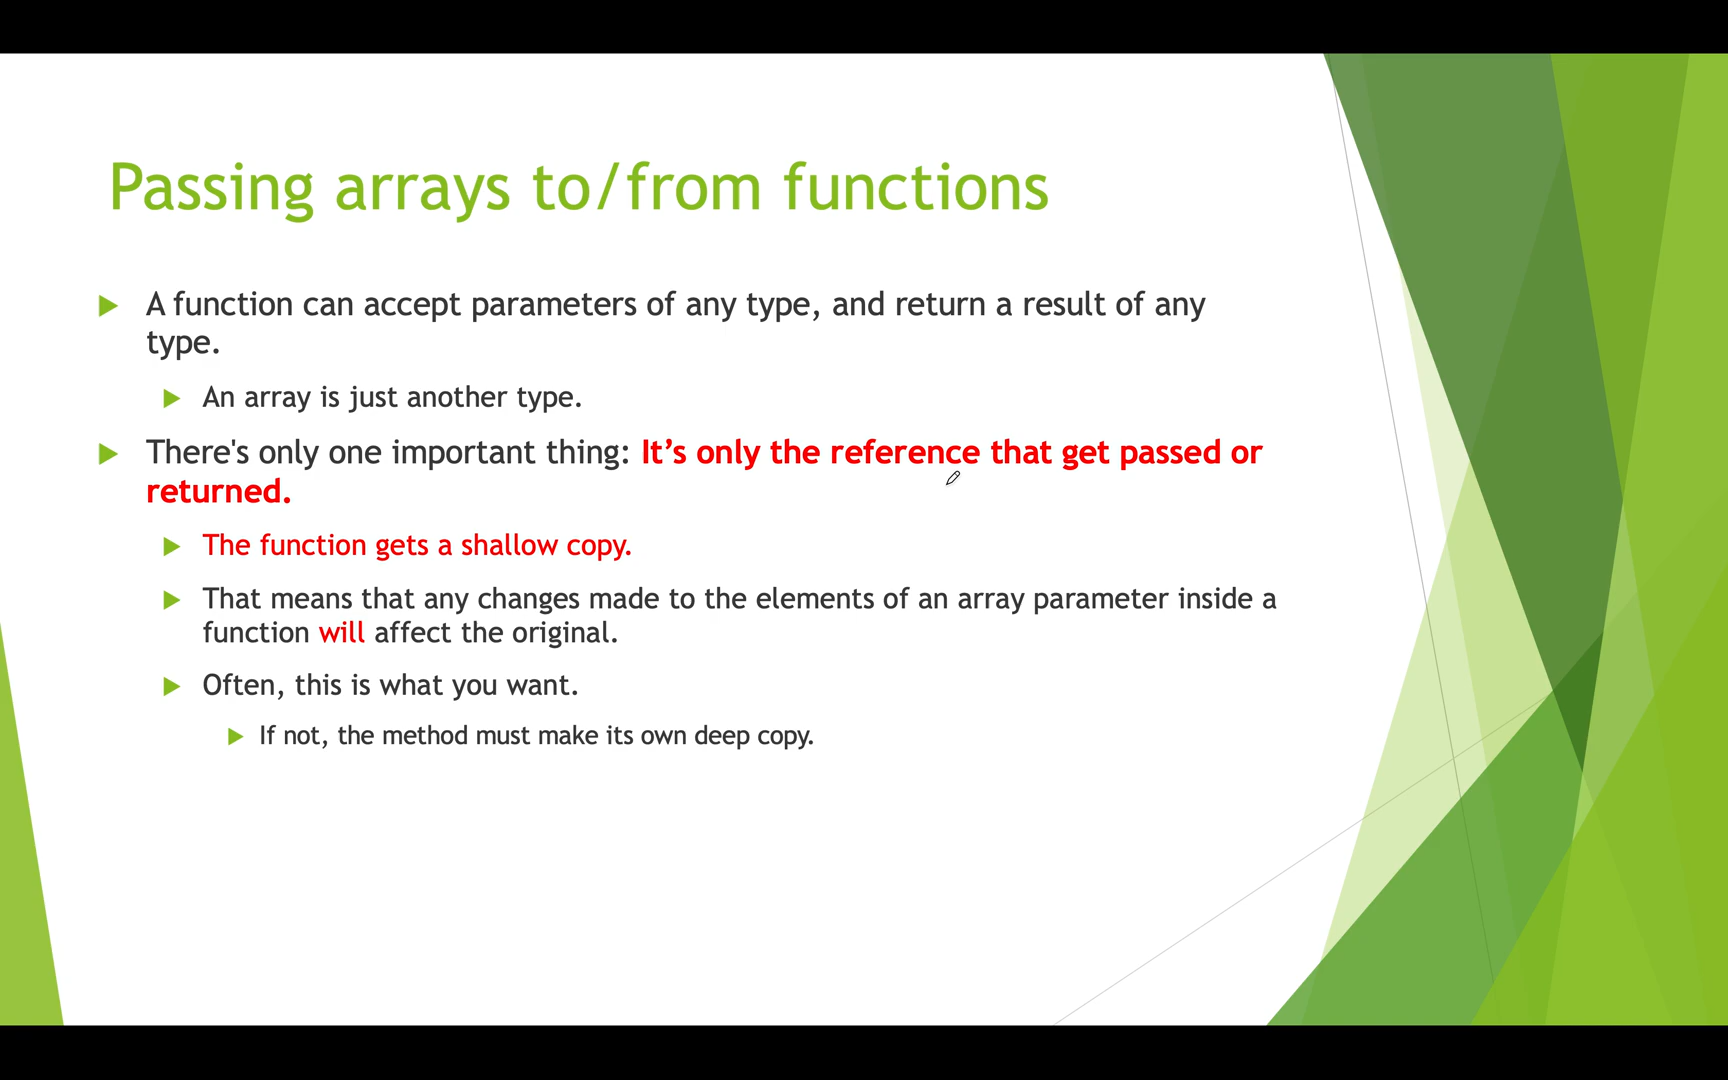 Passing arrays to/from functions
A function can accept parameters of any type, and return a result of any
type.
An array is just another type.
There's only one important thing: It’s only the reference that get passed or
returned.
The function gets a shallow copy.
That means that any changes made to the elements of an array parameter inside a
function will affect the original.
Often, this is what you want.
If not, the method must make its own deep copy.